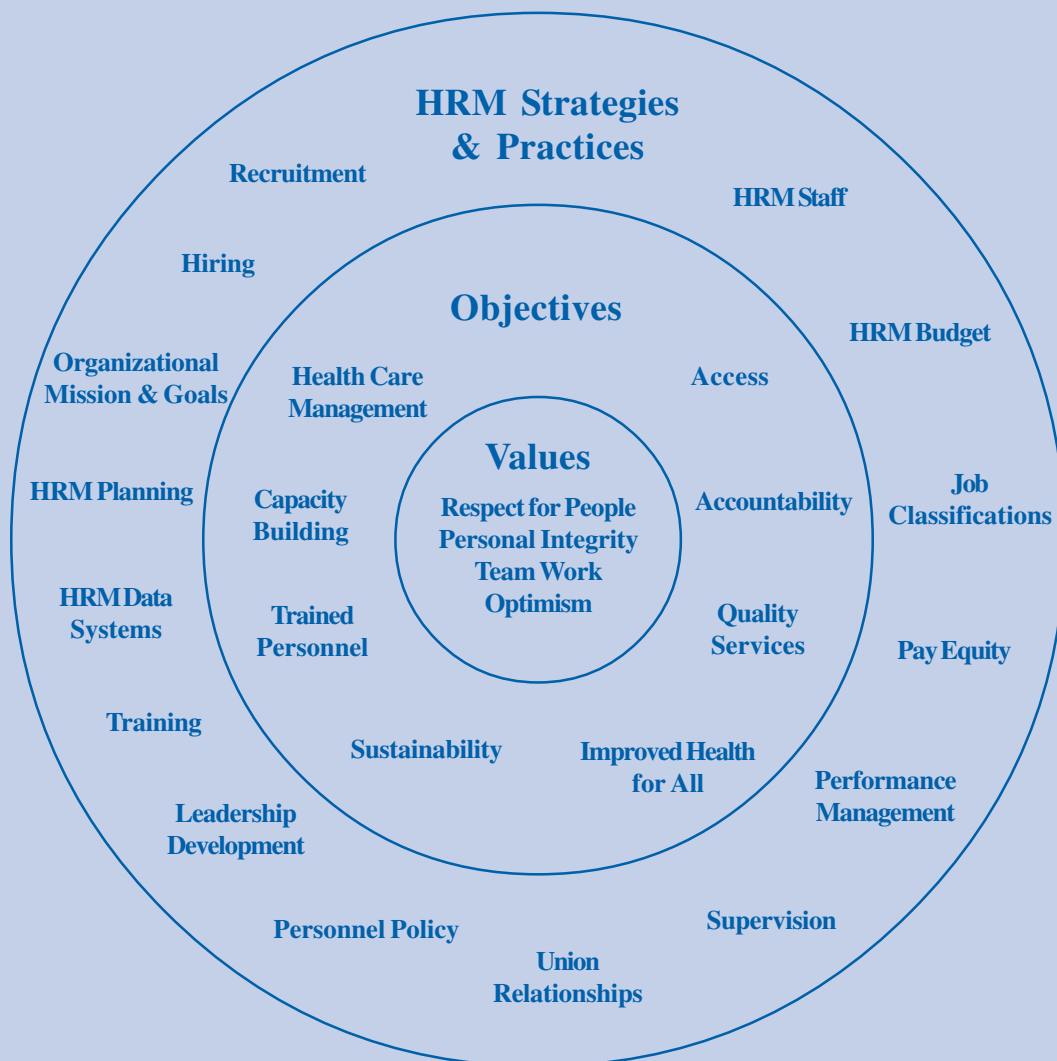 HRM Strategies
& Practices
Recruitment
HRM Staff
Hiring
HRM Budget
Organizational
Mission & Goals
Job
Classifications
HRM Planning
HRM Data
Systems
Pay Equity
Training
Performance
Management
Leadership
Development
Supervision
Personnel Policy
Union
Relationships
Objectives
Health Care
Management
Access
Capacity
Building
Accountability
Trained
Personnel
Quality
Services
Sustainability
Improved Health
for All
Values
Respect for People
Personal Integrity
Team Work
Optimism